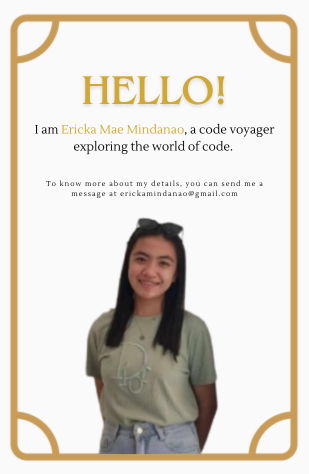 HELLO!
I am Ericka Mae Mindanao, a code voyager
exploring the world of code.
To know more about my details, you can send me a
message at erickamindanao@gmail.com